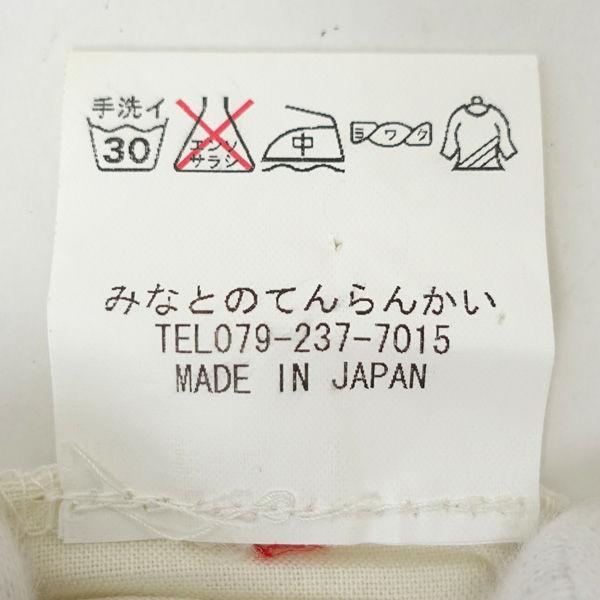 手洗イ
30
エンソ
サラシ
中
ヨワク
みなとのてんらんかい
TEL079-237-7015
MADE IN JAPAN